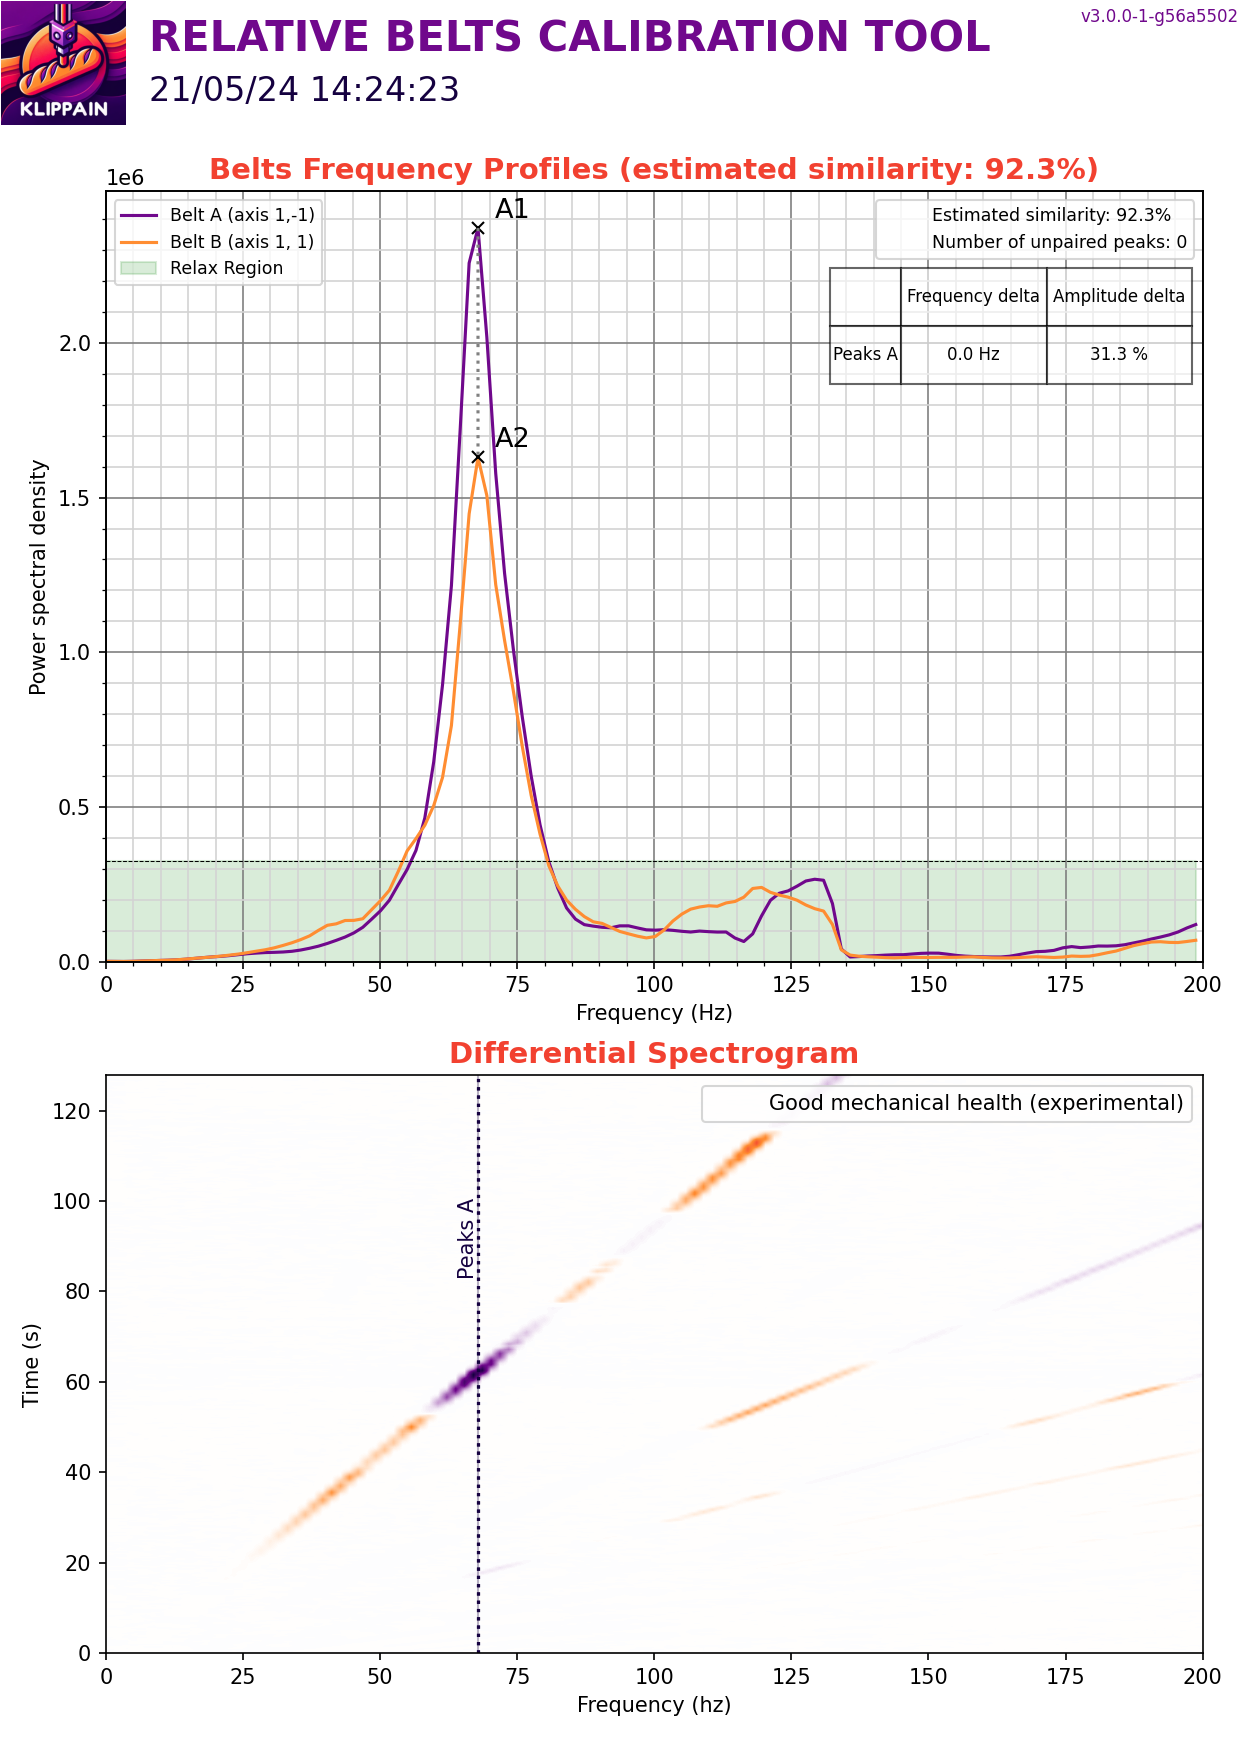 KLIPPAIN
RELATIVE BELTS CALIBRATION TOOL
v3.0.0-1-g56a5502
21/05/24 14:24:23
Belts Frequency Profiles (estimated similarity: 92.3%)
1e6
Belt A (axis 1,-1)
Belt B (axis 1, 1)
Relax Region
A1
A2
Estimated similarity: 92.3%
Number of unpaired peaks: 0
Frequency delta Amplitude delta
Peaks A 0.0 Hz 31.3 %
Power spectral density
2.0
1.5
1.0
0.5
0.0
0 25 50 75 100 125 150 175 200
Frequency (Hz)
Differential Spectrogram
Good mechanical health (experimental)
Peaks A
Time (s)
120
100
80
60
40
20
0
0 25 50 75 100 125 150 175 200
Frequency (hz)